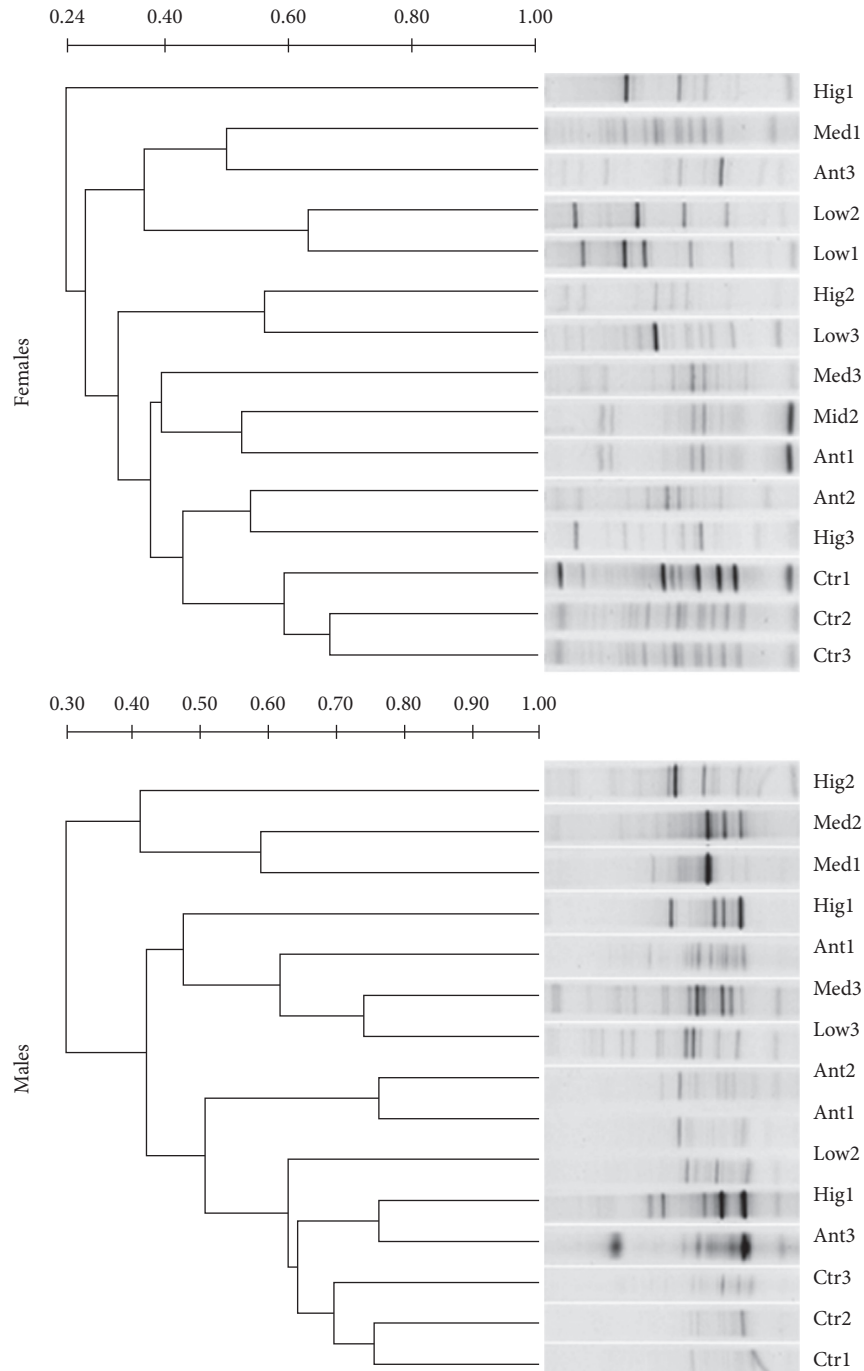 0.24 0.40 0.60 0.80 1.00
Females
Hig1
Med1
Ant3
Low2
Low1
Hig2
Low3
Med3
Mid2
Ant1
Ant2
Hig3
Ctr1
Ctr2
Ctr3
0.30 0.40 0.50 0.60 0.70 0.80 0.90 1.00
Males
Hig2
Med2
Med1
Hig1
Ant1
Med3
Low3
Ant2
Ant1
Low2
Hig1
Ant3
Ctr3
Ctr2
Ctr1